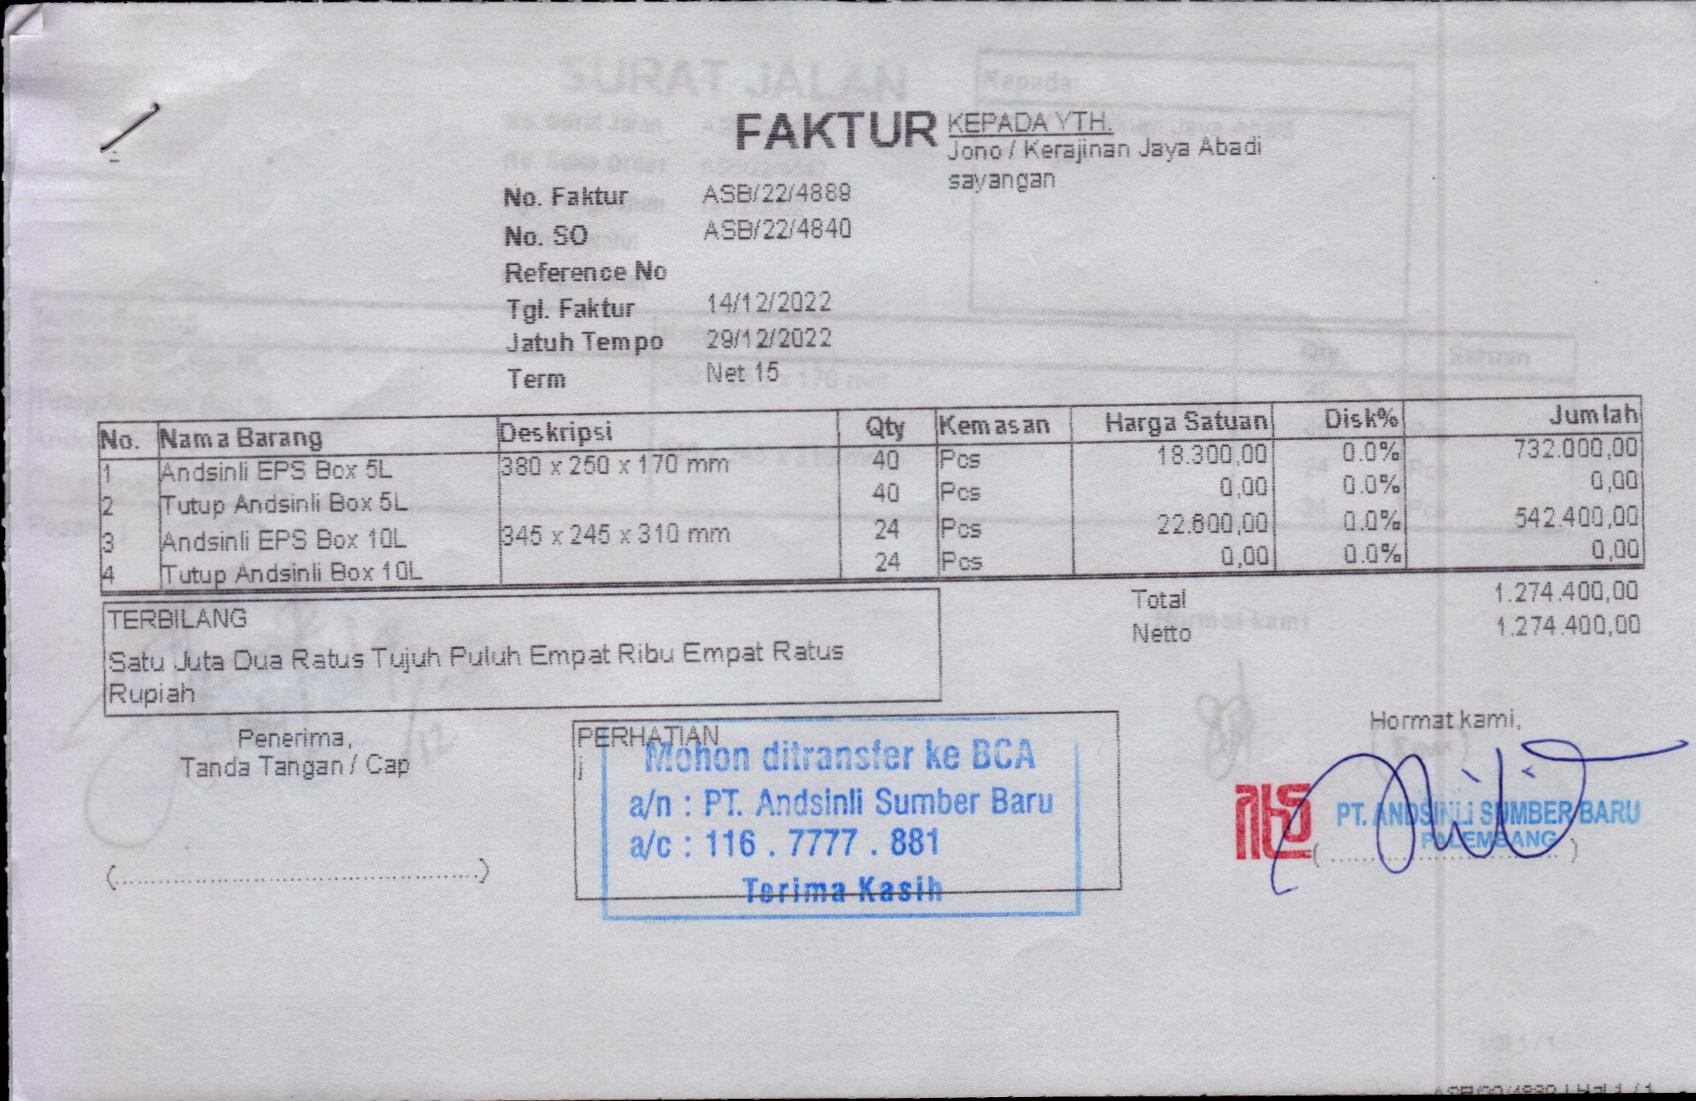 FAKTUR
KEPADA YTH.
Jono / Kerajinan Jaya Abadi
sayangan
No. Faktur ASB/22/4889
No. SO ASB/22/4840
Reference No
Tgl. Faktur 14/12/2022
Jatuh Tempo 29/12/2022
Term Net 15
No. Nama Barang Deskripsi Qty Kemasan Harga Satuan Disk% Jumlah
1 Andsinli EPS Box 5L 380 x 250 x 170 mm 40 Pcs 18.300,00 0.0% 732.000,00
2 Tutup Andsinli Box 5L 40 Pcs 0,00 0.0% 0,00
3 Andsinli EPS Box 10L 345 x 245 x 310 mm 24 Pcs 22.600,00 0.0% 542.400,00
4 Tutup Andsinli Box 10L 24 Pcs 0,00 0.0% 0,00
Total 1.274.400,00
Netto 1.274.400,00
TERBILANG
Satu Juta Dua Ratus Tujuh Puluh Empat Ribu Empat Ratus
Rupiah
Penerima,
Tanda Tangan / Cap
PERHATIAN
j
Mohon ditransfer ke BCA
a/n : PT. Andsinli Sumber Baru
a/c : 116 . 7777 . 881
Terima Kasih
Hormat kami,
PT. ANDSINLI SUMBER BARU
PALEMBANG